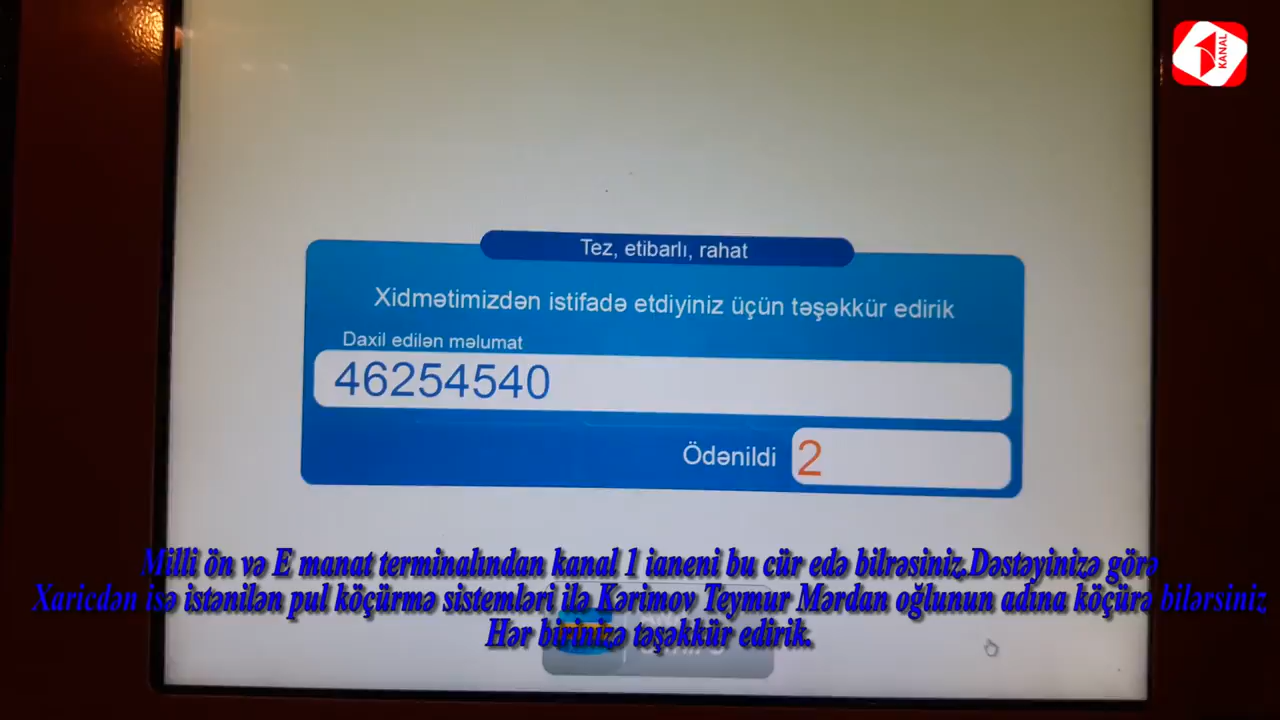 KANAL
Tez, etibarlı, rahat
Xidmətimizdən istifadə etdiyiniz üçün təşəkkür edirik
Daxil edilən məlumat
46254540
Ödənildi 2
Milli ön və E manat terminalından kanal 1 ianeni bu cür edə bilrəsiniz.Dəstəyinizə görə
Xaricdən isə istənilən pul köçürmə sistemləri ilə Kərimov Teymur Mərdan oğlunun adına köçürə bilərsiniz
Hər birinizə təşəkkür edirik.